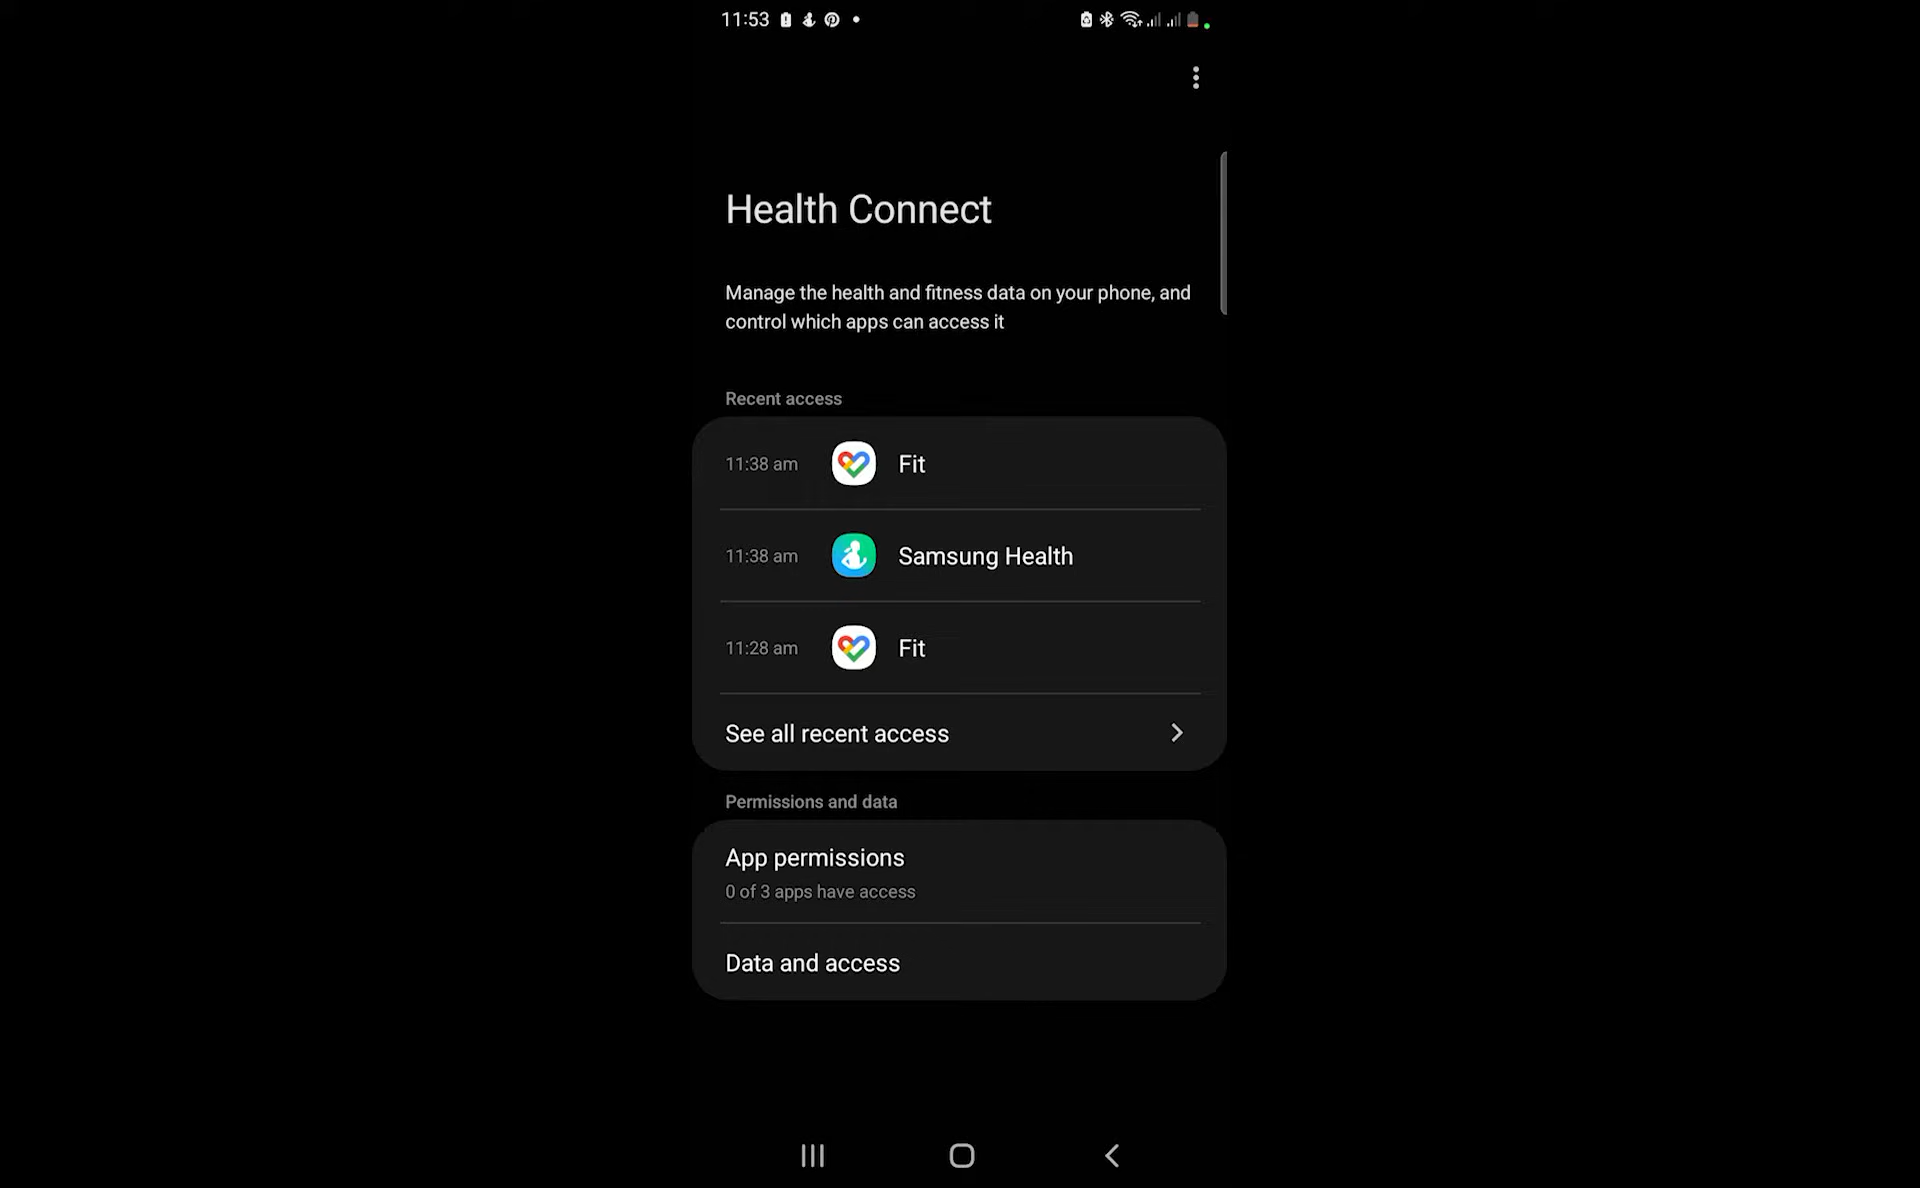 11:53
Health Connect
Manage the health and fitness data on your phone, and
control which apps can access it
Recent access
11:38 am Fit
11:38 am Samsung Health
11:28 am Fit
See all recent access
Permissions and data
App permissions
0 of 3 apps have access
Data and access